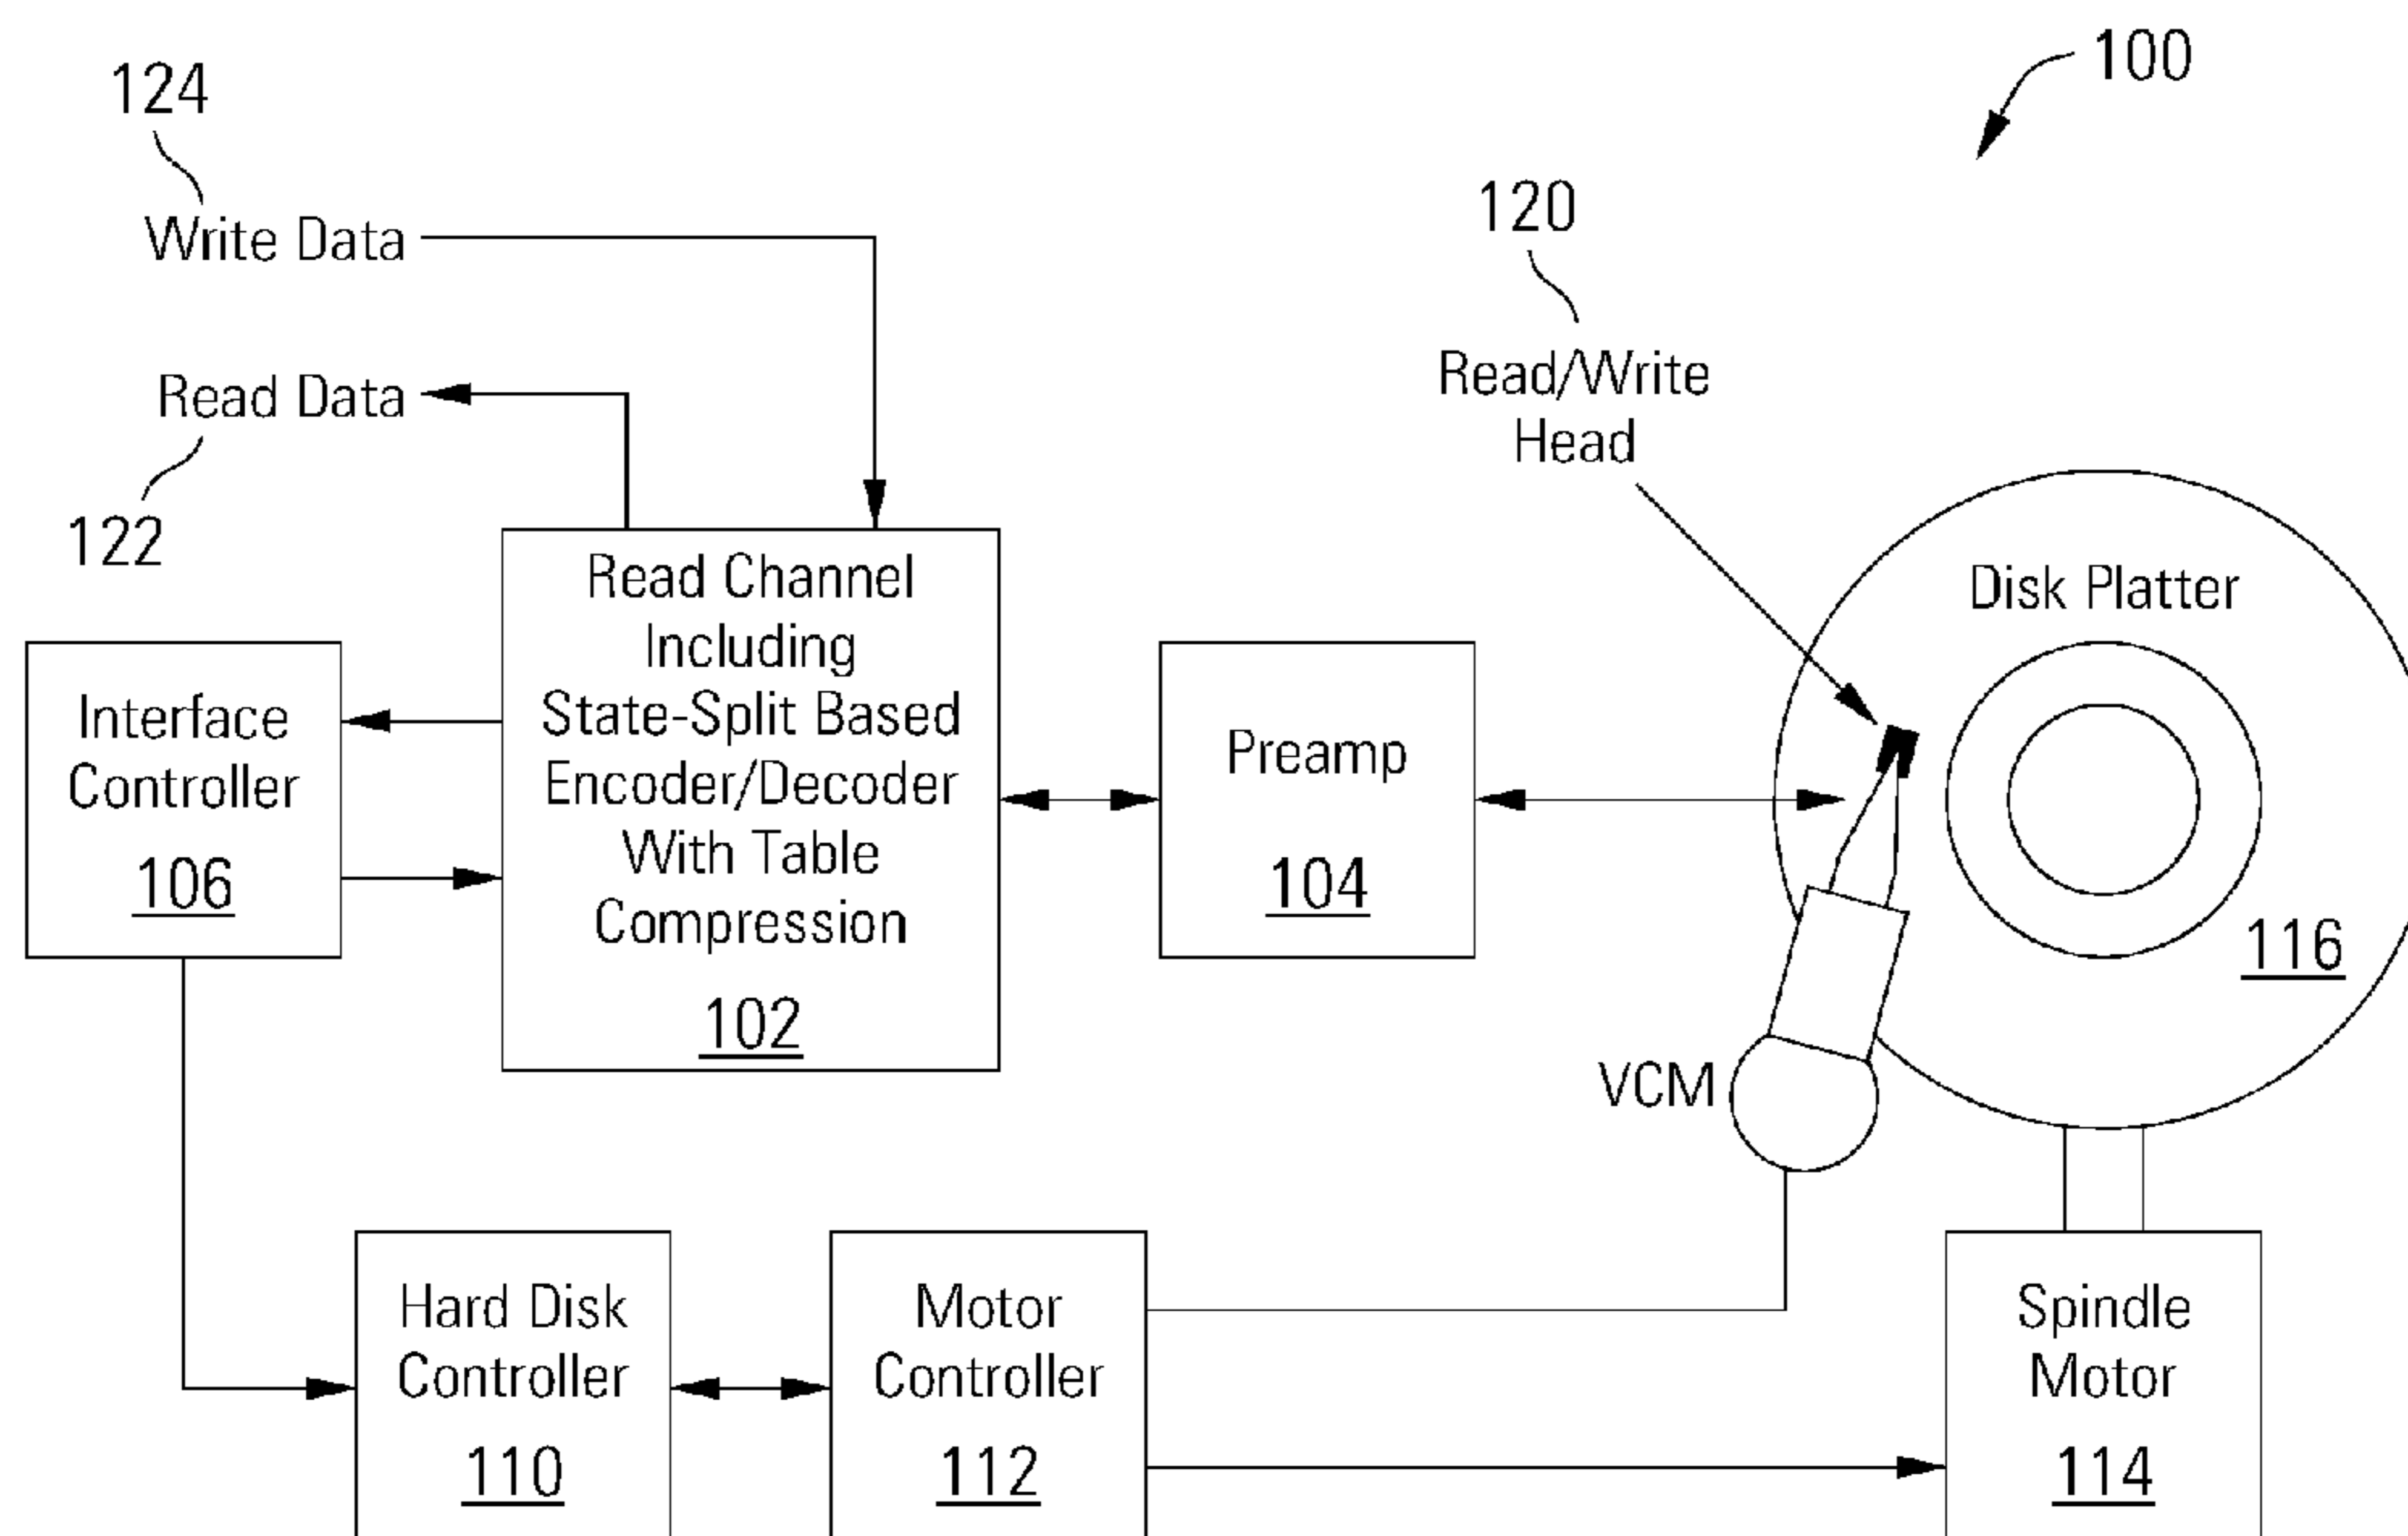 100
124
Write Data
120
Read/Write
Head
Read Data
122
Read Channel
Including
State-Split Based
Encoder/Decoder
With Table
Compression
102
Interface
Controller
106
Preamp
104
Disk Platter
116
VCM
Hard Disk
Controller
110
Motor
Controller
112
Spindle
Motor
114